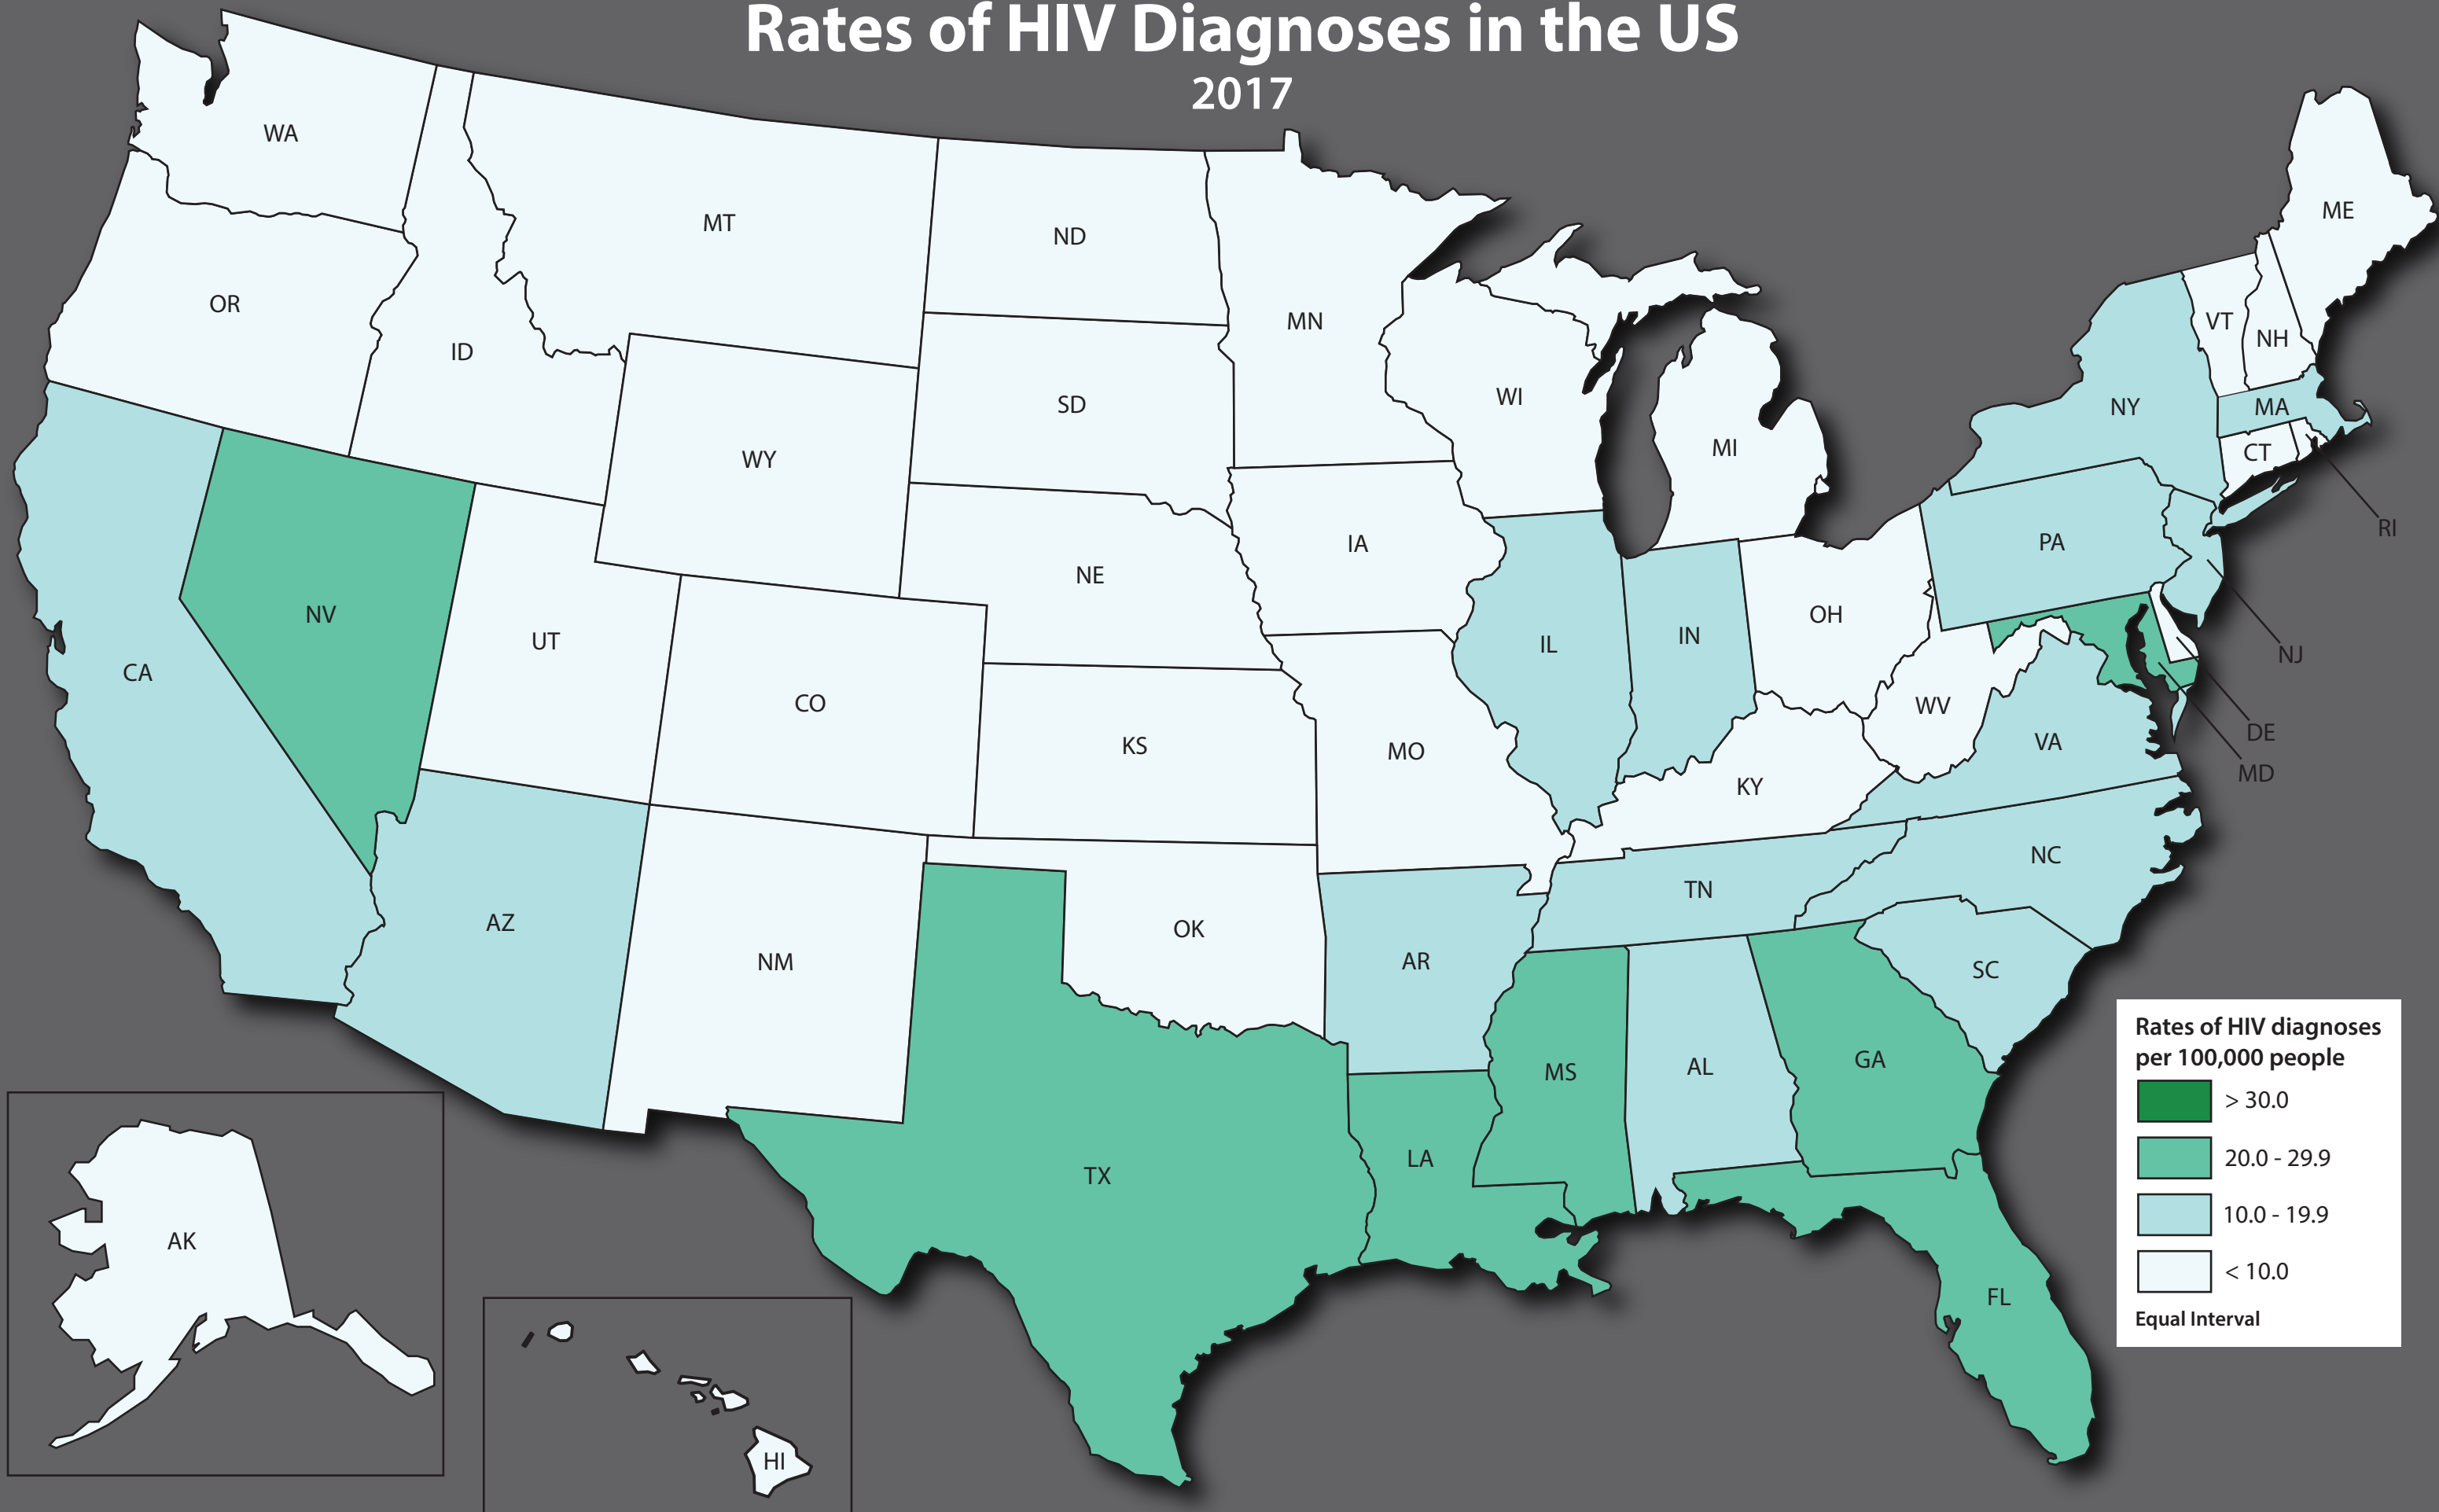 Rates of HIV Diagnoses in the US
2017
WA
MT
ND
ME
OR
MN
VT
NH
ID
WI
SD
NY
MA
MI
CT
WY
RI
IA
PA
NE
NV
OH
IN
UT
IL
NJ
CA
CO
WV
DE
KS
MO
VA
MD
KY
NC
TN
AZ
OK
NM
AR
SC
GA
MS
AL
LA
TX
AK
FL
HI
Rates of HIV diagnoses
per 100,000 people
> 30.0
20.0 - 29.9
10.0 - 19.9
< 10.0
Equal Interval